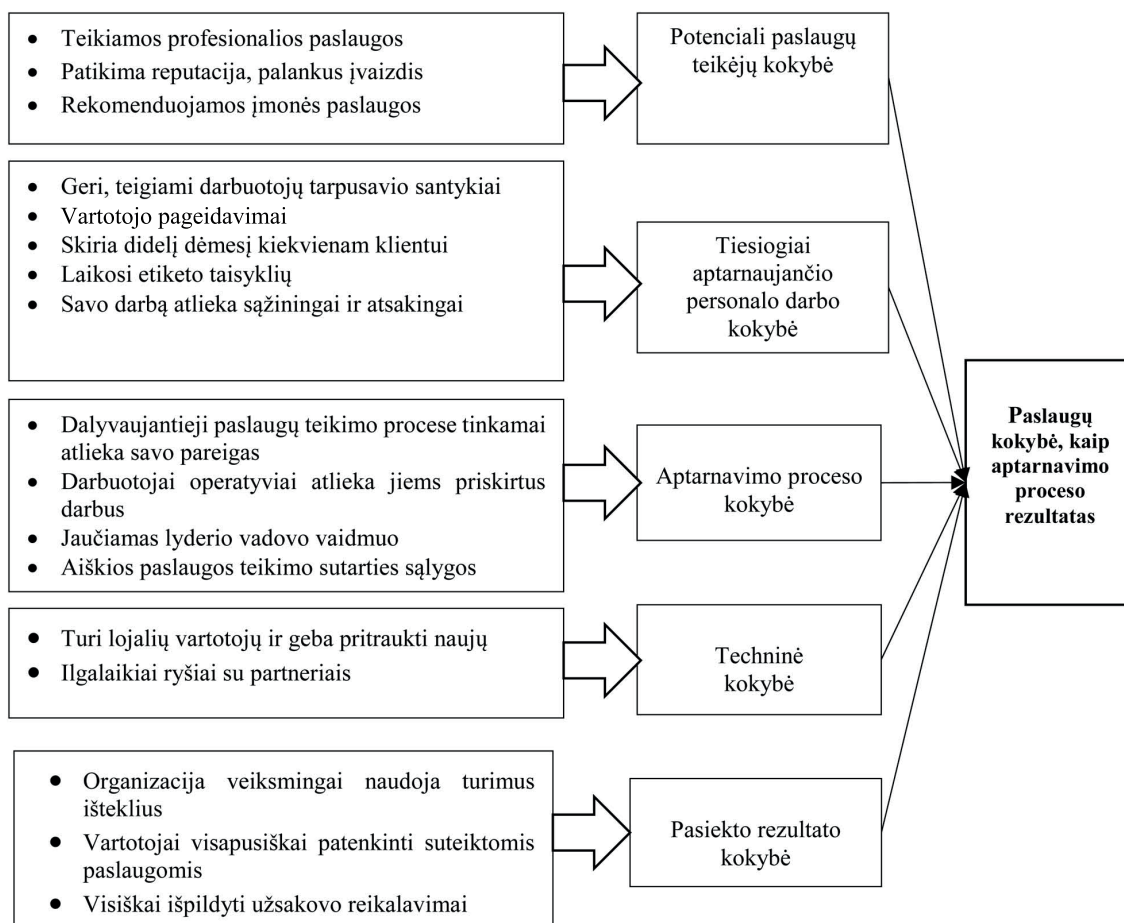 Teikiamos profesionalios paslaugos
Patikima reputacija, palankus įvaizdis
Rekomenduojamos įmonės paslaugos
Potenciali paslaugų
teikėjų kokybė
Geri, teigiami darbuotojų tarpusavio santykiai
Vartotojo pageidavimai
Skiria didelį dėmesį kiekvienam klientui
Laikosi etiketo taisyklių
Savo darbą atlieka sąžiningai ir atsakingai
Tiesiogiai
aptarnaujančio
personalo darbo
kokybė
Dalyvaujantieji paslaugų teikimo procese tinkamai
atlieka savo pareigas
Darbuotojai operatyviai atlieka jiems priskirtus
darbus
Jaučiamas lyderio vadovo vaidmuo
Aiškios paslaugos teikimo sutarties sąlygos
Aptarnavimo proceso
kokybė
Turi lojalių vartotojų ir geba pritraukti naujų
Ilgalaikiai ryšiai su partneriais
Techninė
kokybė
Organizacija veiksmingai naudoja turimus
išteklius
Vartotojai visapusiškai patenkinti suteiktomis
paslaugomis
Visiškai išpildyti užsakovo reikalavimai
Pasiekto rezultato
kokybė
Paslaugų
kokybė, kaip
aptarnavimo
proceso
rezultatas